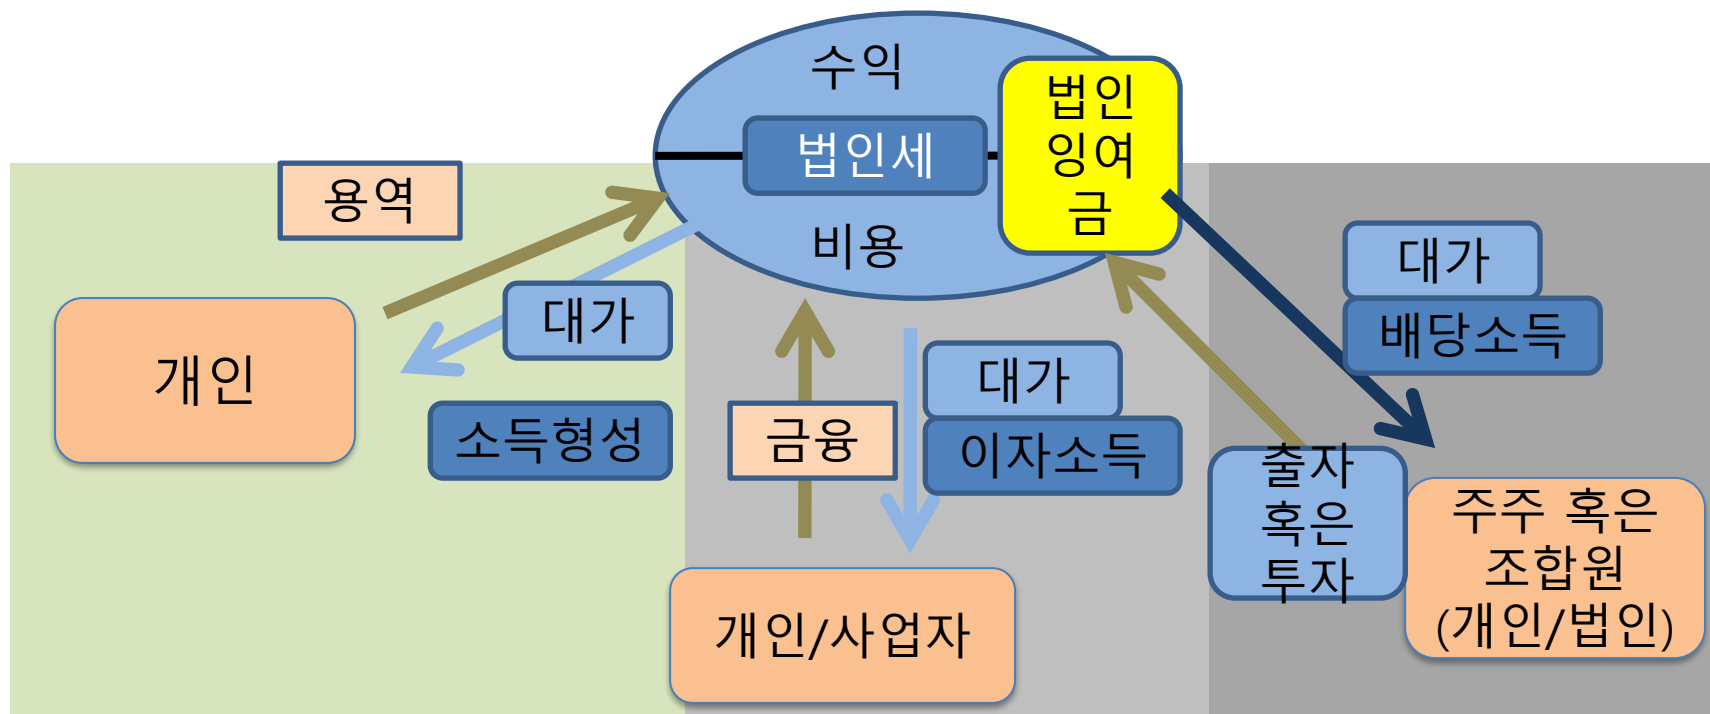 수익
법인세
비용
법인
잉여
금
용역
대가
개인
소득형성
금융
대가
이자소득
개인/사업자
대가
배당소득
출자
혹은
투자
주주 혹은
조합원
(개인/법인)